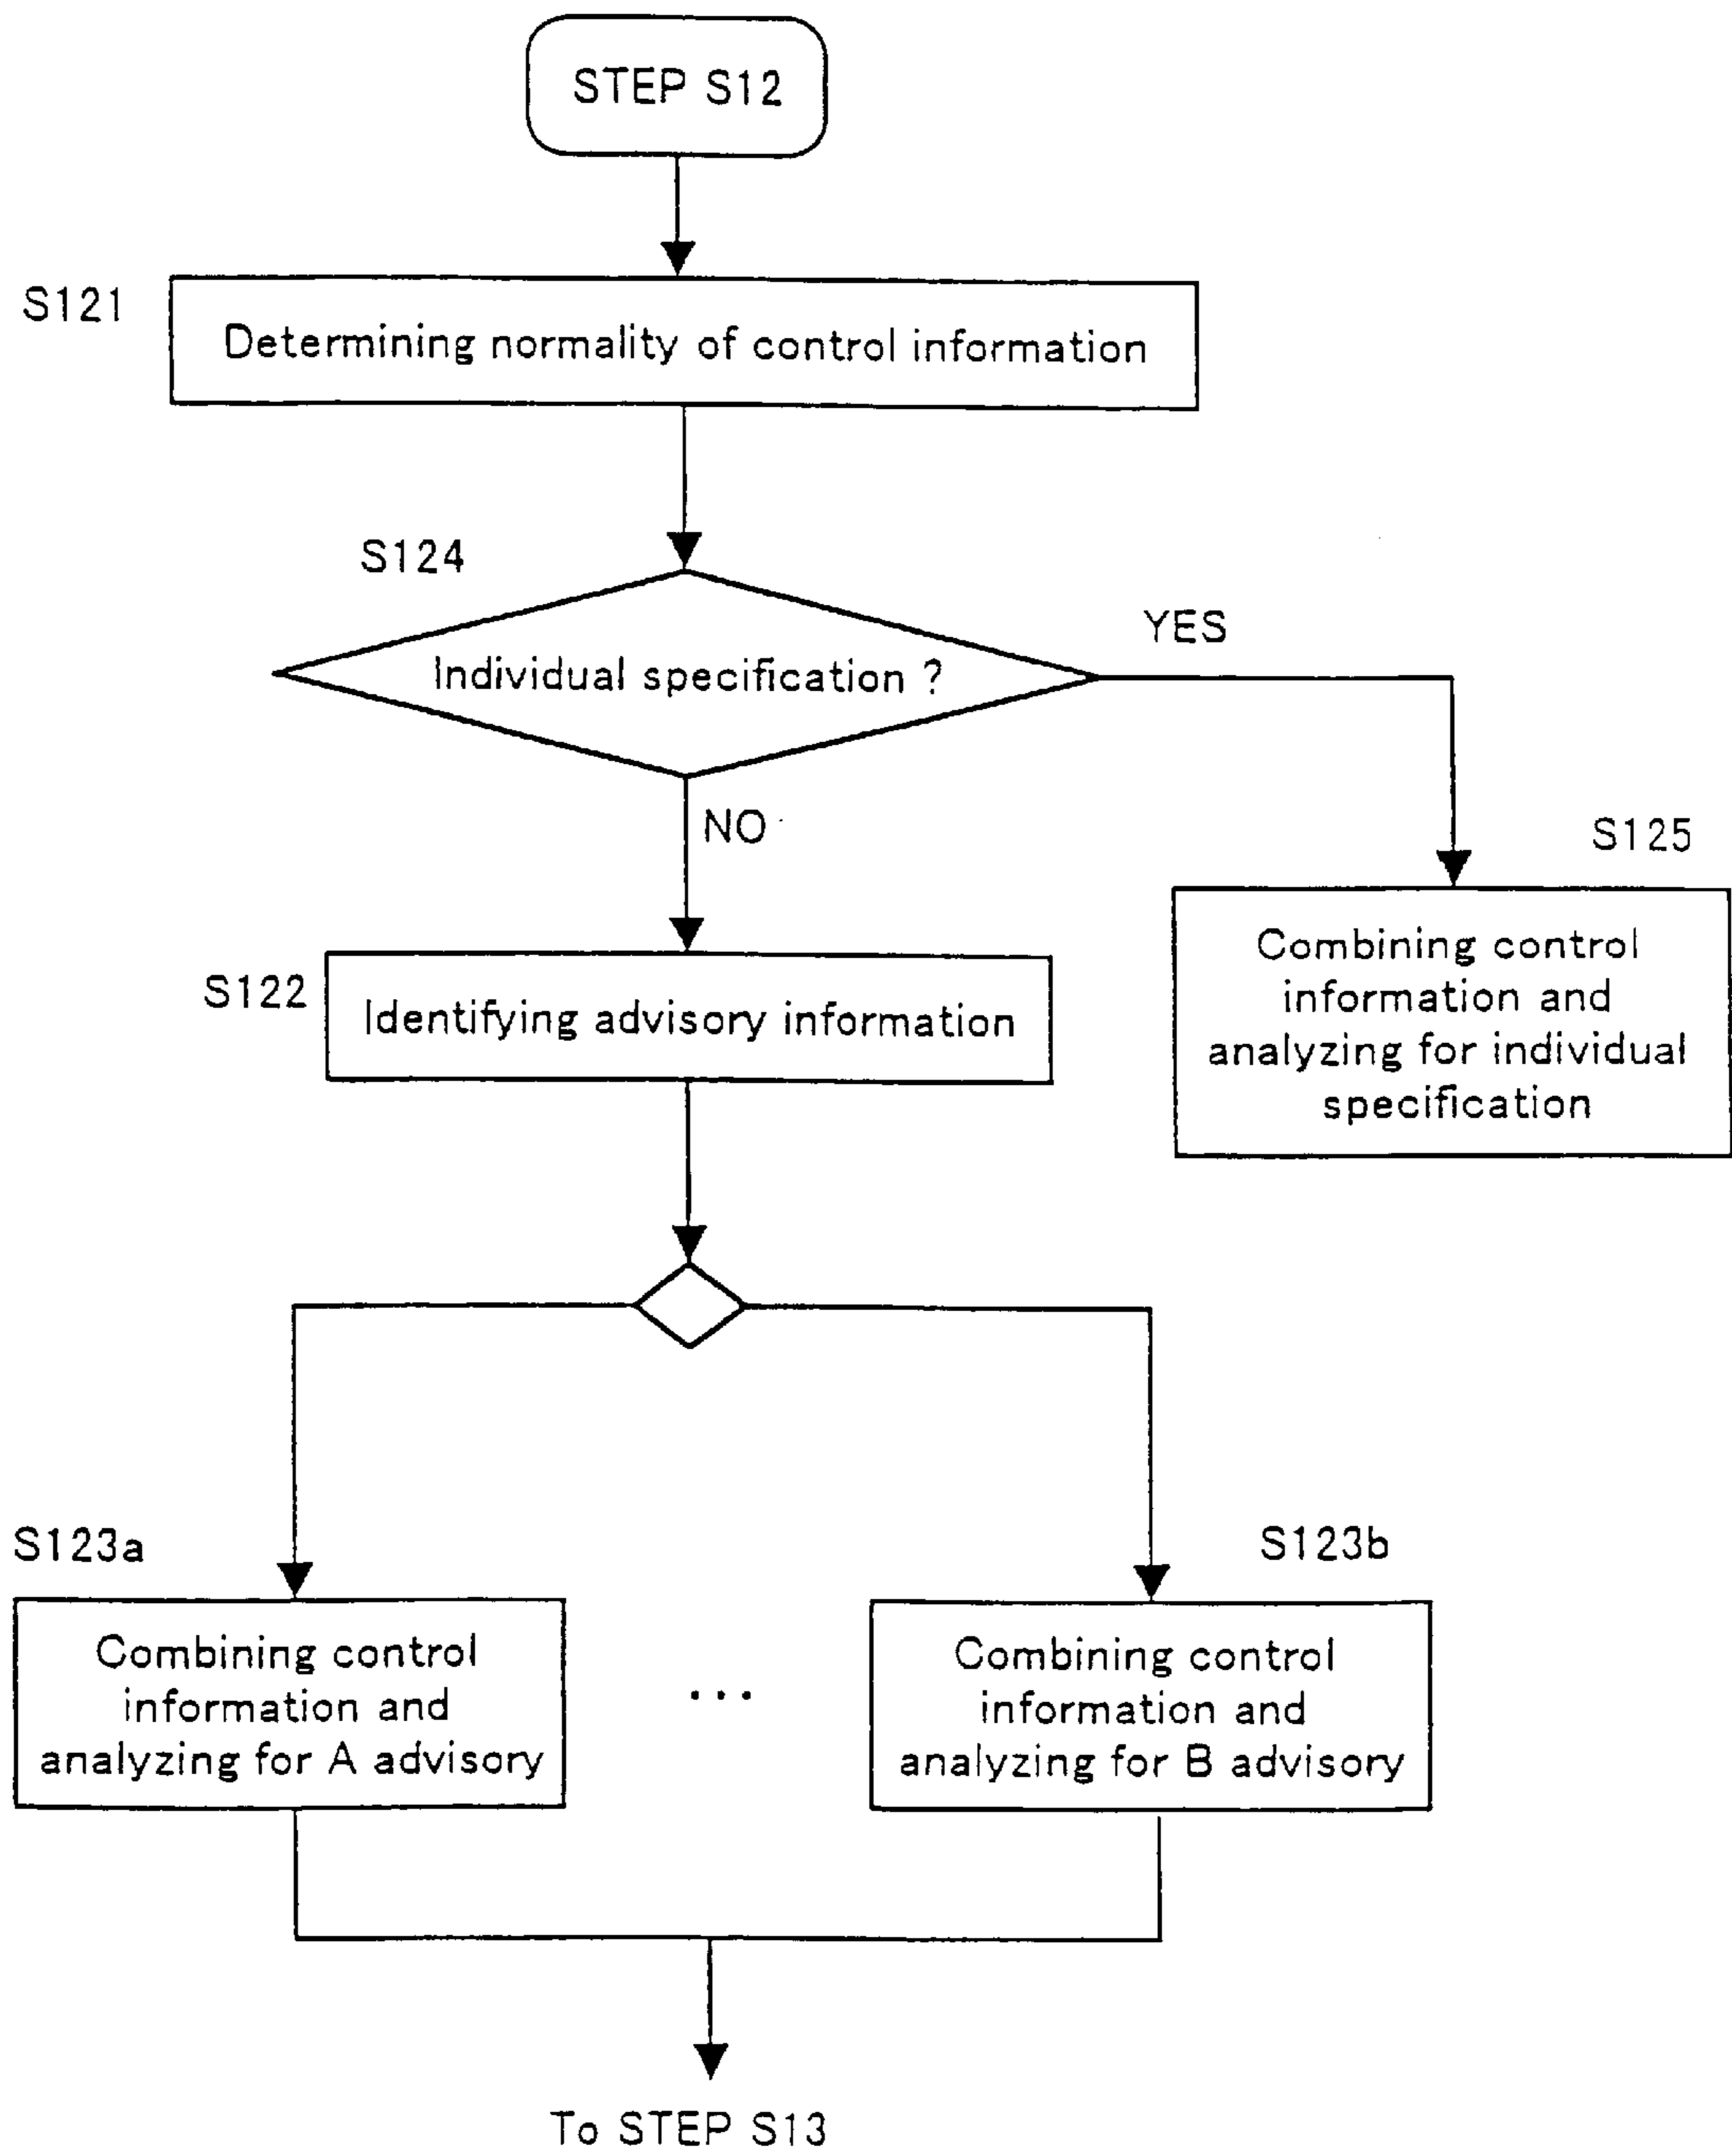 STEP S12
S121
Determining normality of control information
S124
Individual specification ?
YES
NO
S125
Combining control
information and
analyzing for individual
specification
S122
Identifying advisory information
S123a
Combining control
information and
analyzing for A advisory
...
S123b
Combining control
information and
analyzing for B advisory
To STEP S13